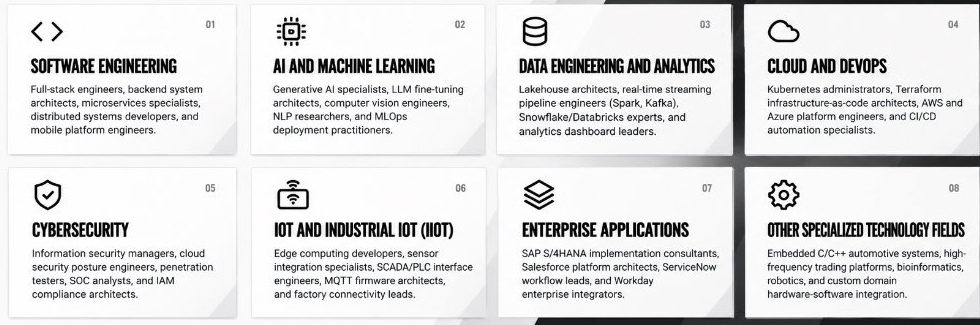 01
SOFTWARE ENGINEERING
Full-stack engineers, backend system
architects, microservices specialists,
distributed systems developers, and
mobile platform engineers.
02
AI AND MACHINE LEARNING
Generative AI specialists, LLM fine-tuning
architects, computer vision engineers,
NLP researchers, and MLOps
deployment practitioners.
03
DATA ENGINEERING AND ANALYTICS
Lakehouse architects, real-time streaming
pipeline engineers (Spark, Kafka),
Snowflake/Databricks experts, and
analytics dashboard leaders.
04
CLOUD AND DEVOPS
Kubernetes administrators, Terraform
infrastructure-as-code architects, AWS and
Azure platform engineers, and CI/CD
automation specialists.
05
CYBERSECURITY
Information security managers, cloud
security posture engineers, penetration
testers, SOC analysts, and IAM
compliance architects.
06
IOT AND INDUSTRIAL IOT (IIOT)
Edge computing developers, sensor
integration specialists, SCADA/PLC interface
engineers, MQTT firmware architects,
and factory connectivity leads.
07
ENTERPRISE APPLICATIONS
SAP S/4HANA implementation consultants,
Salesforce platform architects, ServiceNow
workflow leads, and Workday
enterprise integrators.
08
OTHER SPECIALIZED TECHNOLOGY FIELDS
Embedded C/C++ automotive systems, high-
frequency trading platforms, bioinformatics,
robotics, and custom domain
hardware-software integration.